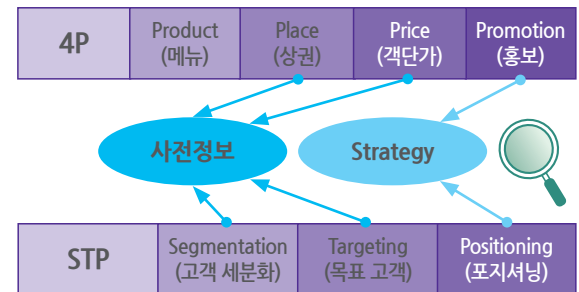 4P
Product
(메뉴)
Place
(상권)
Price
(객단가)
Promotion
(홍보)
사전정보
Strategy
STP
Segmentation
(고객 세분화)
Targeting
(목표 고객)
Positioning
(포지셔닝)